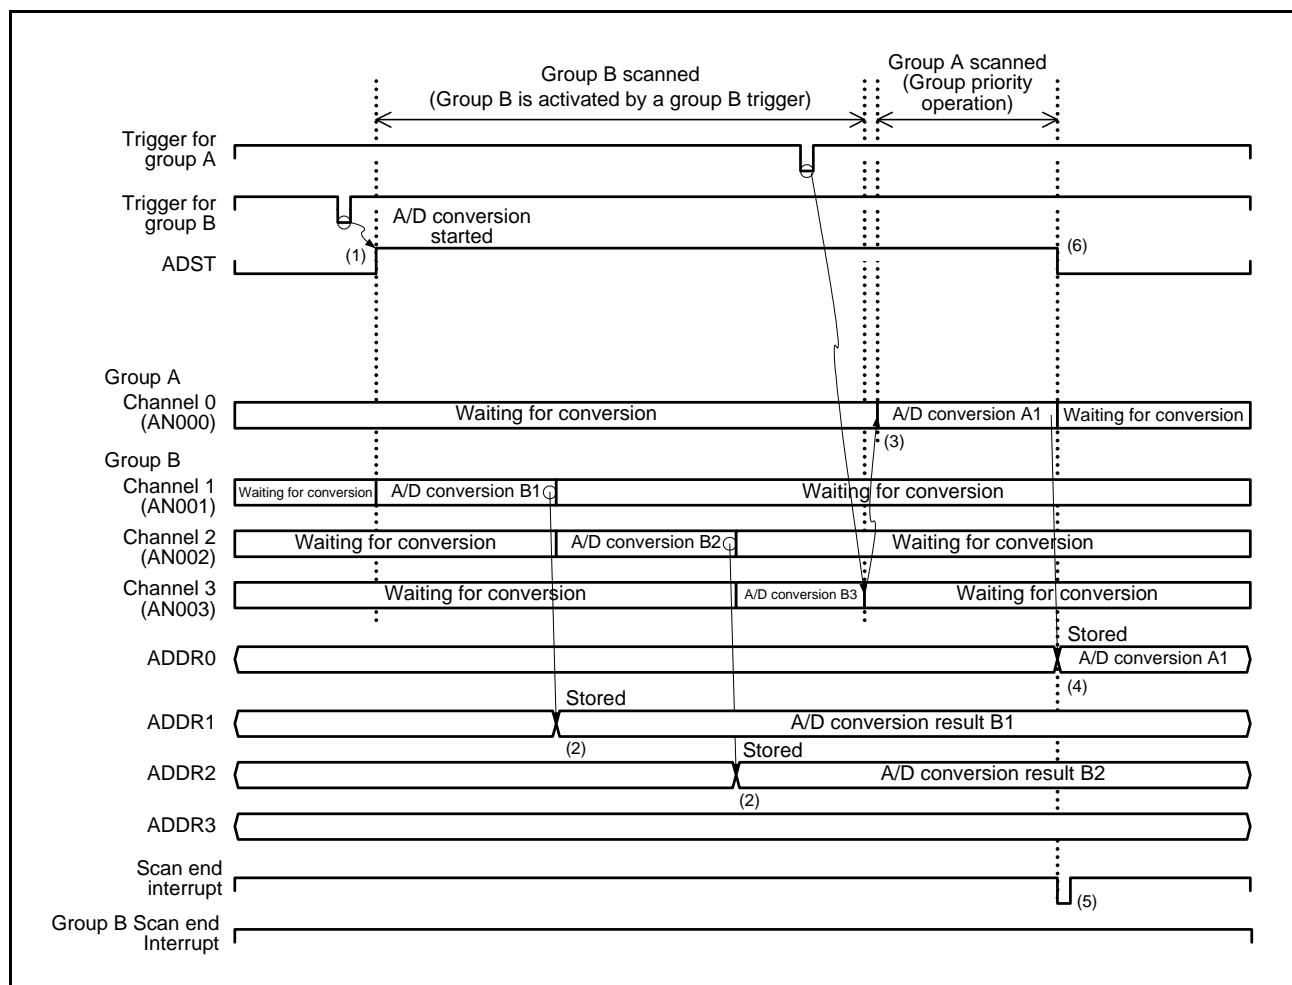 Group B scanned
(Group B is activated by a group B trigger)
Group A scanned
(Group priority
operation)
Trigger for
group A
Trigger for
group B
A/D conversion
started
ADST
(1)
(6)
Group A
Channel 0
(AN000)
Waiting for conversion
A/D conversion A1
Waiting for conversion
(3)
Group B
Channel 1
(AN001)
Waiting for conversion
A/D conversion B1
Waiting for conversion
Channel 2
(AN002)
Waiting for conversion
A/D conversion B2
Waiting for conversion
Channel 3
(AN003)
Waiting for conversion
A/D conversion B3
Waiting for conversion
Stored
ADDR0
A/D conversion A1
(4)
Stored
ADDR1
A/D conversion result B1
(2)
Stored
ADDR2
A/D conversion result B2
(2)
ADDR3
Scan end
interrupt
(5)
Group B Scan end
Interrupt